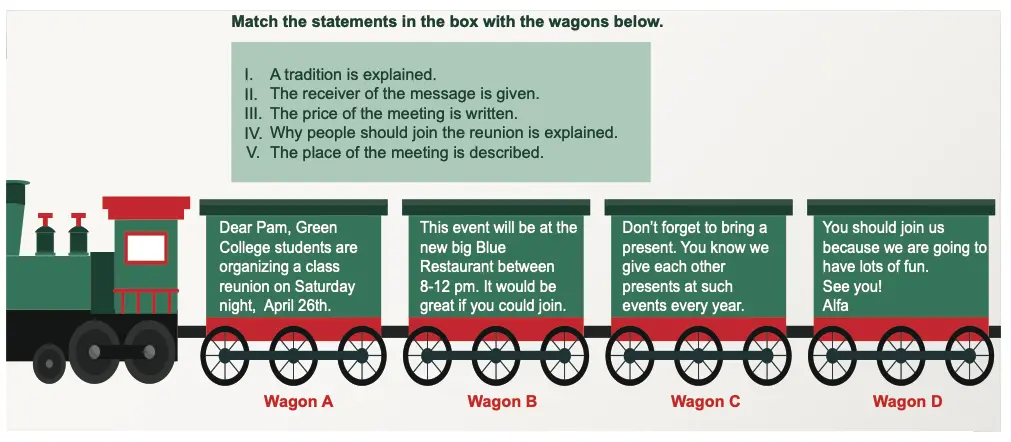 Match the statements in the box with the wagons below.
I. A tradition is explained.
II. The receiver of the message is given.
III. The price of the meeting is written.
IV. Why people should join the reunion is explained.
V. The place of the meeting is described.
Dear Pam, Green
College students are
organizing a class
reunion on Saturday
night, April 26th.
This event will be at the
new big Blue
Restaurant between
8-12 pm. It would be
great if you could join.
Don't forget to bring a
present. You know we
give each other
presents at such
events every year.
You should join us
because we are going to
have lots of fun.
See you!
Alfa
Wagon A
Wagon B
Wagon C
Wagon D